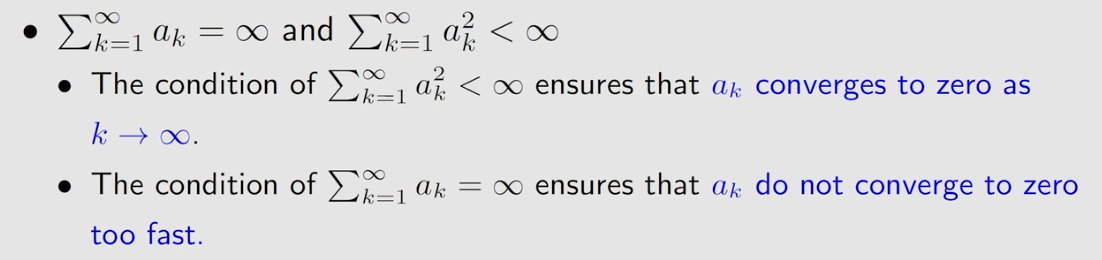 • ∑_{k=1}^{∞} a_k = ∞ and ∑_{k=1}^{∞} a_k^2 < ∞
• The condition of ∑_{k=1}^{∞} a_k^2 < ∞ ensures that a_k converges to zero as
k → ∞.
• The condition of ∑_{k=1}^{∞} a_k = ∞ ensures that a_k do not converge to zero
too fast.